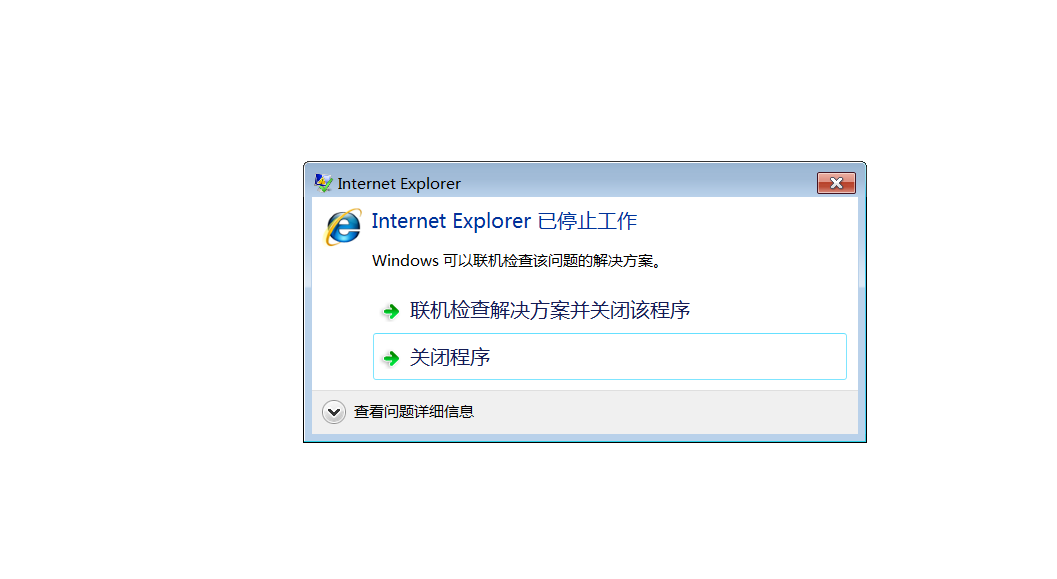 Internet Explorer
Internet Explorer 已停止工作
Windows 可以联机检查该问题的解决方案。
联机检查解决方案并关闭该程序
关闭程序
查看问题详细信息